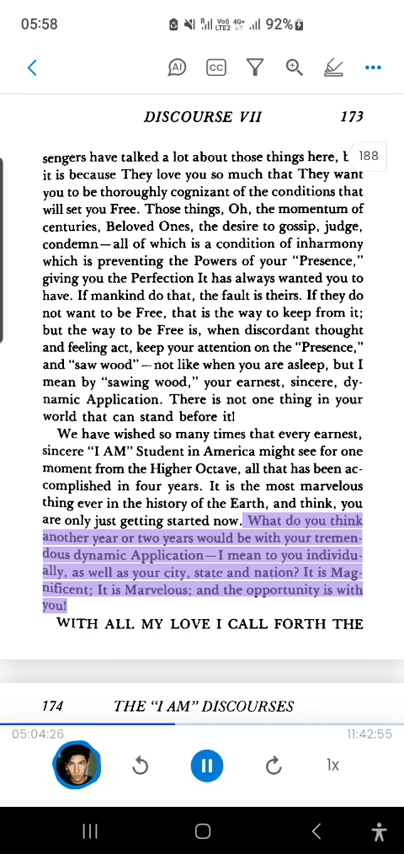 05:58
92%
AI CC
DISCOURSE VII 173
188
sengers have talked a lot about those things here,
it is because They love you so much that They want
you to be thoroughly cognizant of the conditions that
will set you Free. Those things, Oh, the momentum of
centuries, Beloved Ones, the desire to gossip, judge,
condemn—all of which is a condition of inharmony
which is preventing the Powers of your “Presence,”
giving you the Perfection It has always wanted you to
have. If mankind do that, the fault is theirs. If they do
not want to be Free, that is the way to keep from it;
but the way to be Free is, when discordant thought
and feeling act, keep your attention on the “Presence,”
and “saw wood”—not like when you are asleep, but I
mean by “sawing wood,” your earnest, sincere, dy-
namic Application. There is not one thing in your
world that can stand before it!
We have wished so many times that every earnest,
sincere “I AM” Student in America might see for one
moment from the Higher Octave, all that has been ac-
complished in four years. It is the most marvelous
thing ever in the history of the Earth, and think, you
are only just getting started now. What do you think
another year or two years would be with your tremen-
dous dynamic Application—I mean to you individu-
ally, as well as your city, state and nation? It is Mag-
nificent; It is Marvelous; and the opportunity is with
you!
WITH ALL MY LOVE I CALL FORTH THE
174 THE “I AM” DISCOURSES
05:04:26 11:42:55
1x